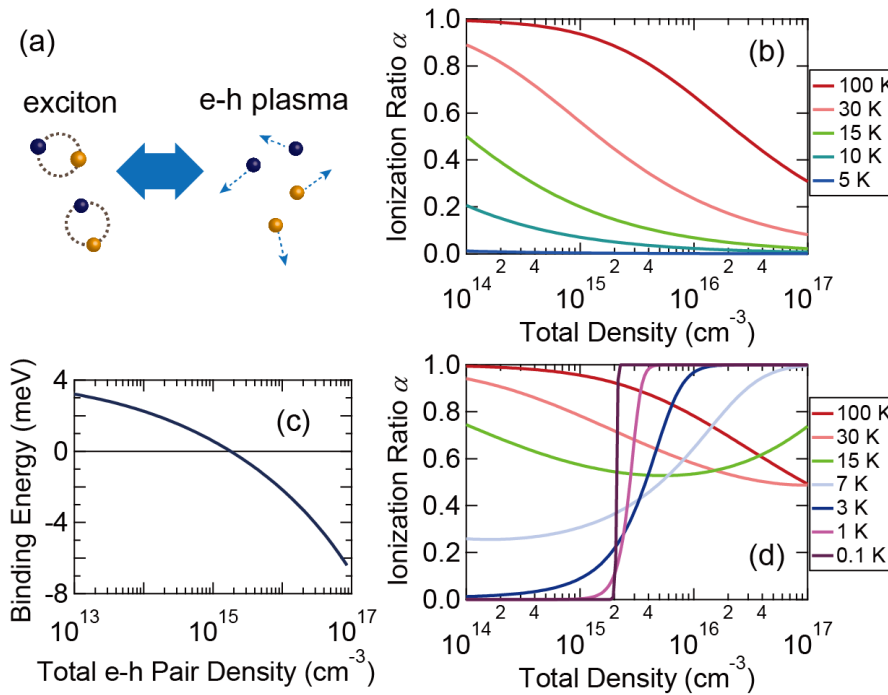 (a)
exciton
e-h plasma
(b)
Ionization Ratio α
1.0
0.8
0.6
0.4
0.2
0.0
2 4 2 4 2 4
10^14 10^15 10^16 10^17
Total Density (cm^-3)
100 K
30 K
15 K
10 K
5 K
(c)
Binding Energy (meV)
4
0
-4
-8
10^13 10^15 10^17
Total e-h Pair Density (cm^-3)
(d)
Ionization Ratio α
1.0
0.8
0.6
0.4
0.2
0.0
2 4 2 4 2 4
10^14 10^15 10^16 10^17
Total Density (cm^-3)
100 K
30 K
15 K
7 K
3 K
1 K
0.1 K